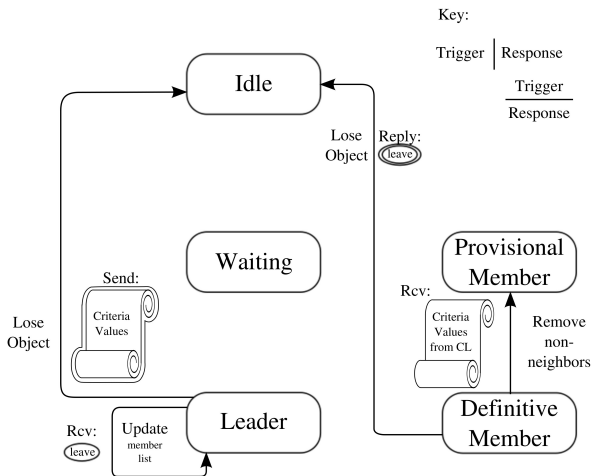 Key:
Trigger Response
Trigger
Response
Idle
Lose
Object
Reply:
leave
Waiting
Provisional
Member
Send:
Criteria
Values
Rcv:
Criteria
Values
from CL
Remove
non-
neighbors
Lose
Object
Leader
Definitive
Member
Rcv:
leave
Update
member
list